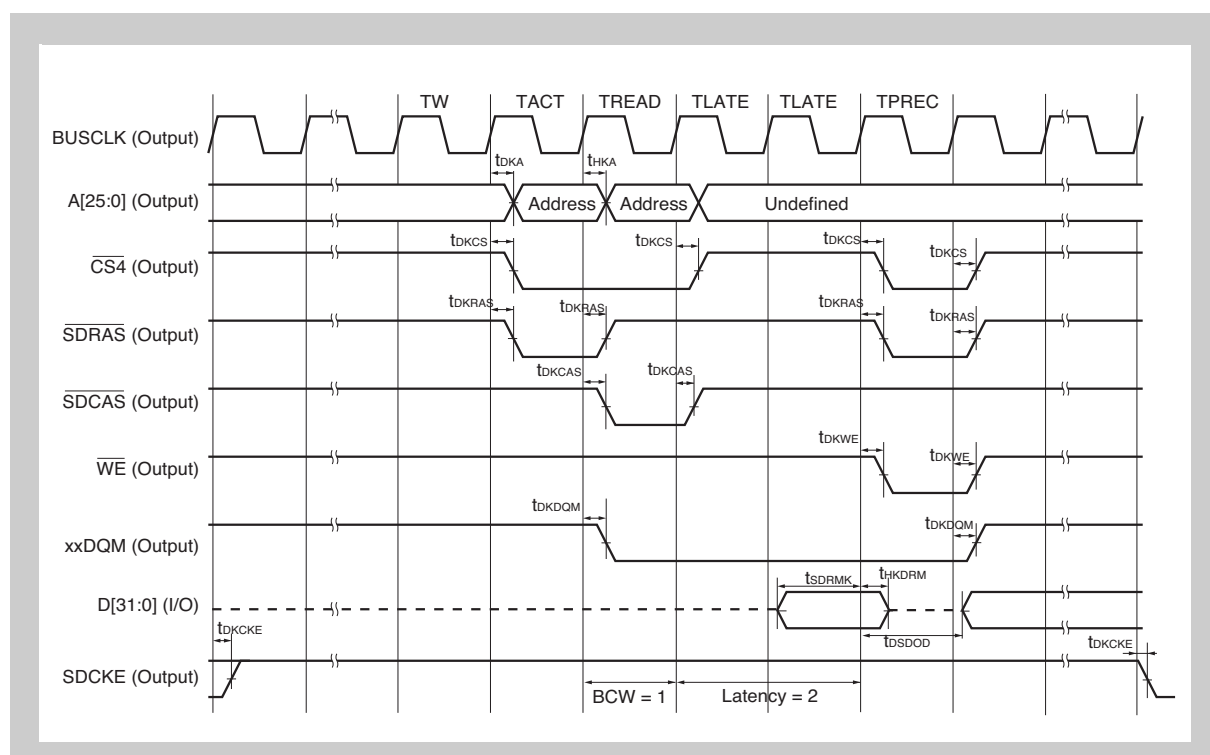 TW TACT TREAD TLATE TLATE TPREC
BUSCLK (Output)
tDKA tHKA
A[25:0] (Output) Address Address Undefined
tDKCS tDKCS tDKCS tDKCS
CS4 (Output)
tDKRAS tDKRAS tDKRAS tDKRAS
SDRAS (Output)
tDKCAS tDKCAS
SDCAS (Output)
tDKWE tDKWE
WE (Output)
tDKDQM tDKDQM
xxDQM (Output)
tSDRMK tHKDRM
D[31:0] (I/O)
tDKCKE tDSDOD tDKCKE
SDCKE (Output)
BCW = 1 Latency = 2